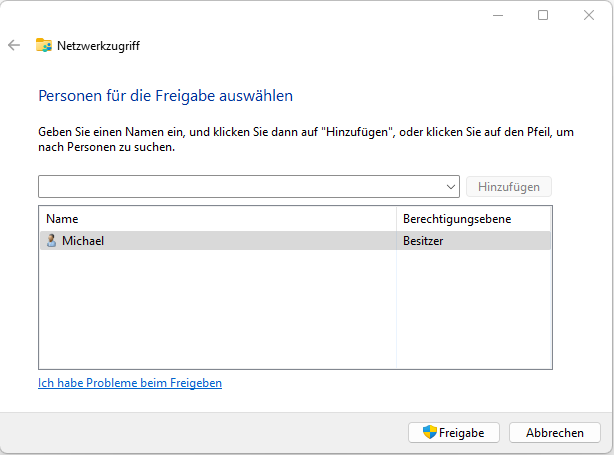 Netzwerkzugriff
Personen für die Freigabe auswählen
Geben Sie einen Namen ein, und klicken Sie dann auf "Hinzufügen", oder klicken Sie auf den Pfeil, um
nach Personen zu suchen.
Hinzufügen
Name Berechtigungsebene
Michael Besitzer
Ich habe Probleme beim Freigeben
Freigabe Abbrechen